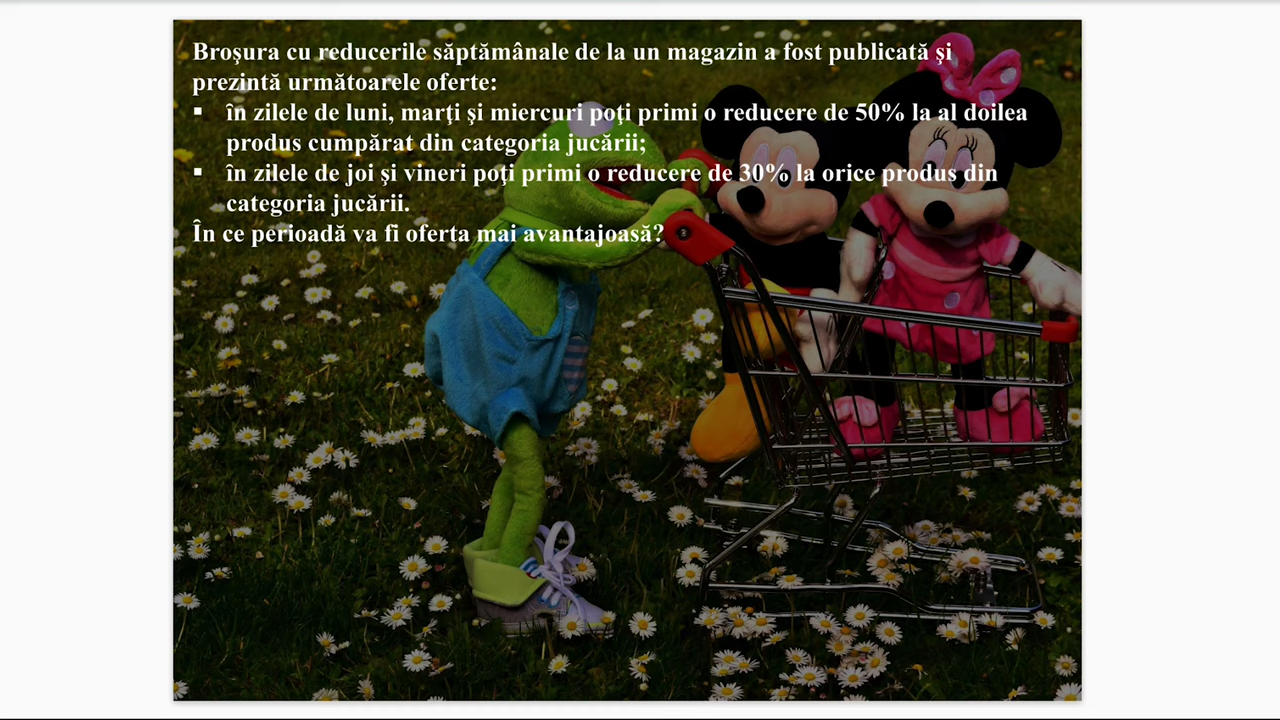 Broşura cu reducerile săptămânale de la un magazin a fost publicată şi
prezintă următoarele oferte:
▪ în zilele de luni, marţi şi miercuri poţi primi o reducere de 50% la al doilea
produs cumpărat din categoria jucării;
▪ în zilele de joi şi vineri poţi primi o reducere de 30% la orice produs din
categoria jucării.
În ce perioadă va fi oferta mai avantajoasă?